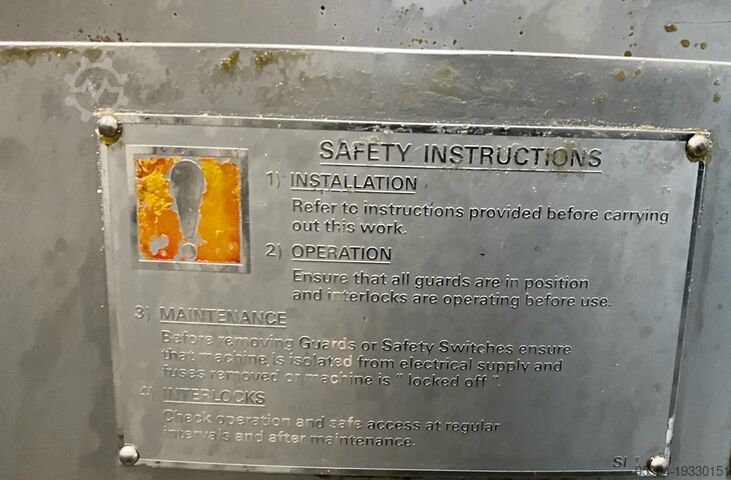 SAFETY INSTRUCTIONS
1) INSTALLATION
Refer to instructions provided before carrying
out this work.
2) OPERATION
Ensure that all guards are in position
and interlocks are operating before use.
3) MAINTENANCE
Before removing Guards or Safety Switches ensure
that machine is isolated from electrical supply and
fuses removed or machine is " locked off ".
4) INTERLOCKS
Check operation and safe access at regular
intervals and after maintenance.
SI